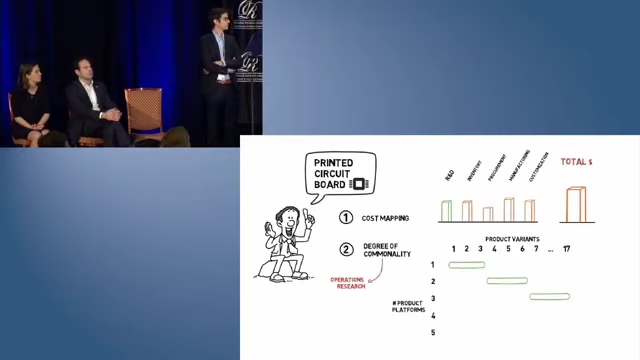 PRINTED
CIRCUIT
BOARD
1 COST MAPPING
2 DEGREE OF
COMMONALITY
OPERATIONS
RESEARCH
R&D
INVENTORY
PROCUREMENT
MANUFACTURING
CUSTOMIZATION
TOTAL $
PRODUCT VARIANTS
1 2 3 4 5 6 7 ... 17
# PRODUCT
PLATFORMS
1
2
3
4
5